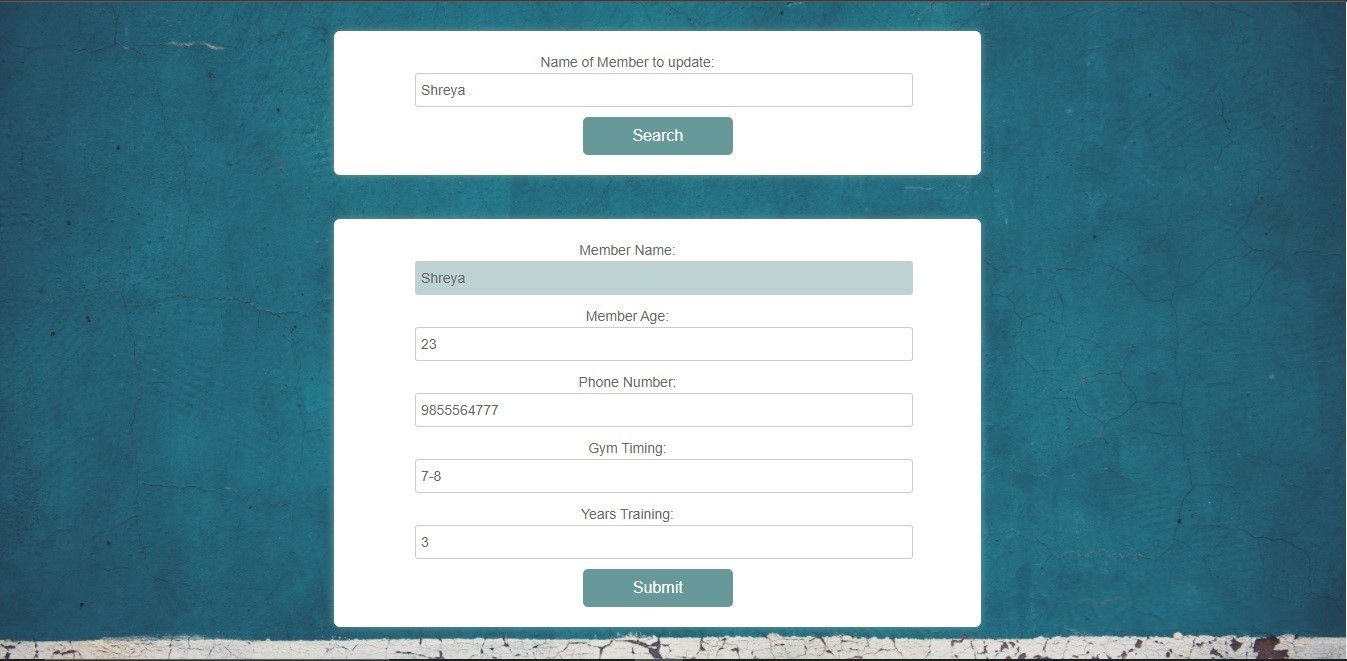 Name of Member to update:
Shreya
Search
Member Name:
Shreya
Member Age:
23
Phone Number:
9855564777
Gym Timing:
7-8
Years Training:
3
Submit